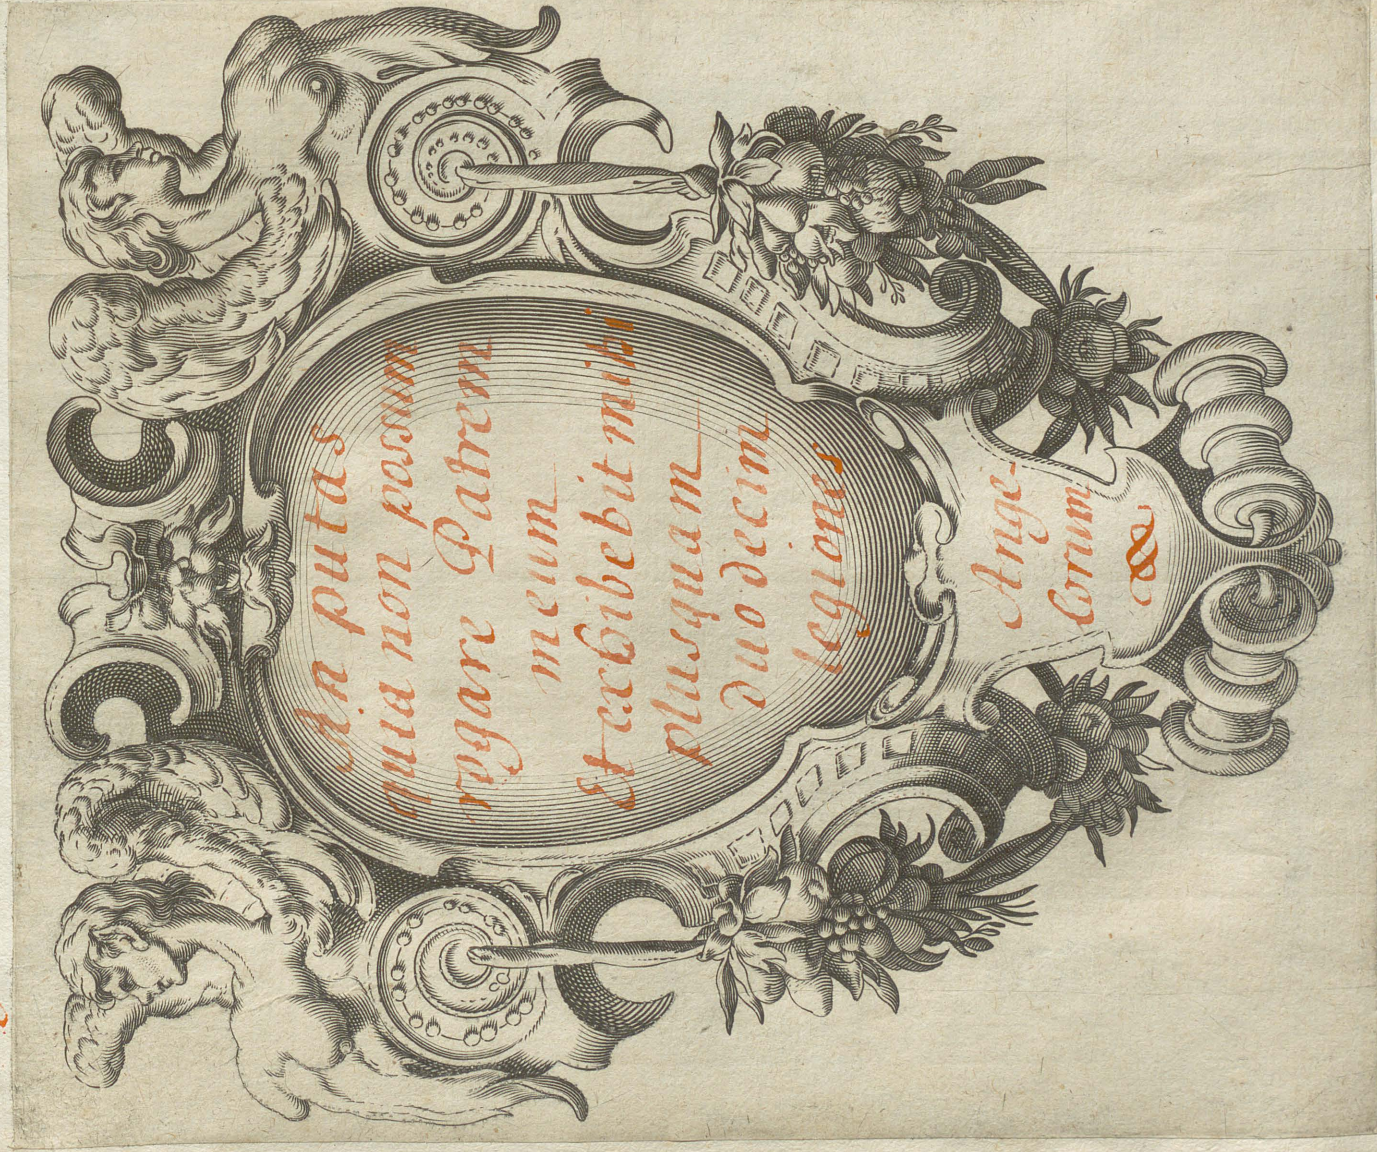 An putas
quia non possum
rogare Patrem
meum
Et exhibebit mihi
plusquam
duodecim
legiones
Ange-
lorum